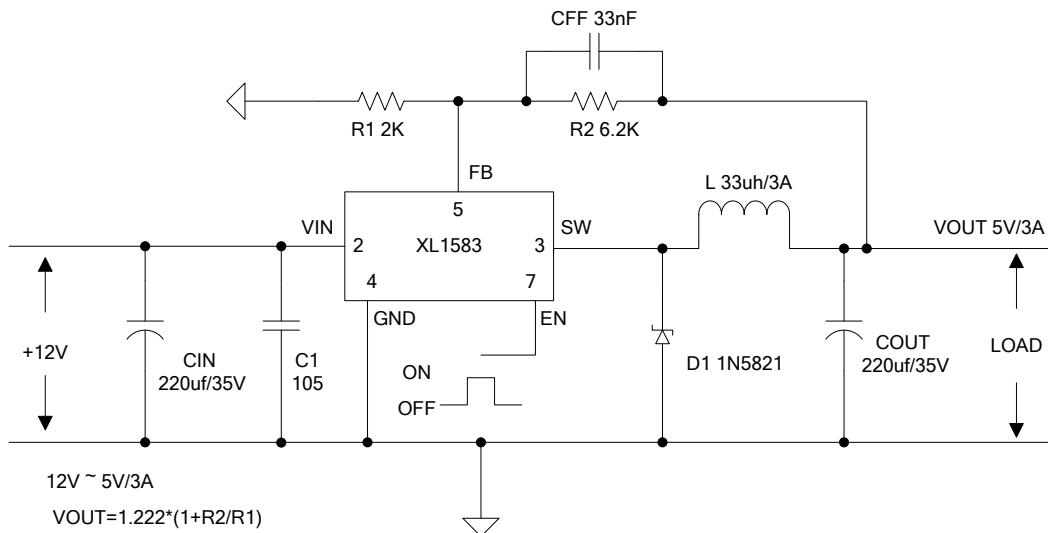 CFF 33nF
R1 2K
R2 6.2K
FB
L 33uh/3A
5
VIN
SW
VOUT 5V/3A
2
XL1583
3
4
7
GND
EN
+12V
CIN
220uf/35V
C1
105
ON
OFF
D1 1N5821
COUT
220uf/35V
LOAD
12V ~ 5V/3A
VOUT=1.222*(1+R2/R1)